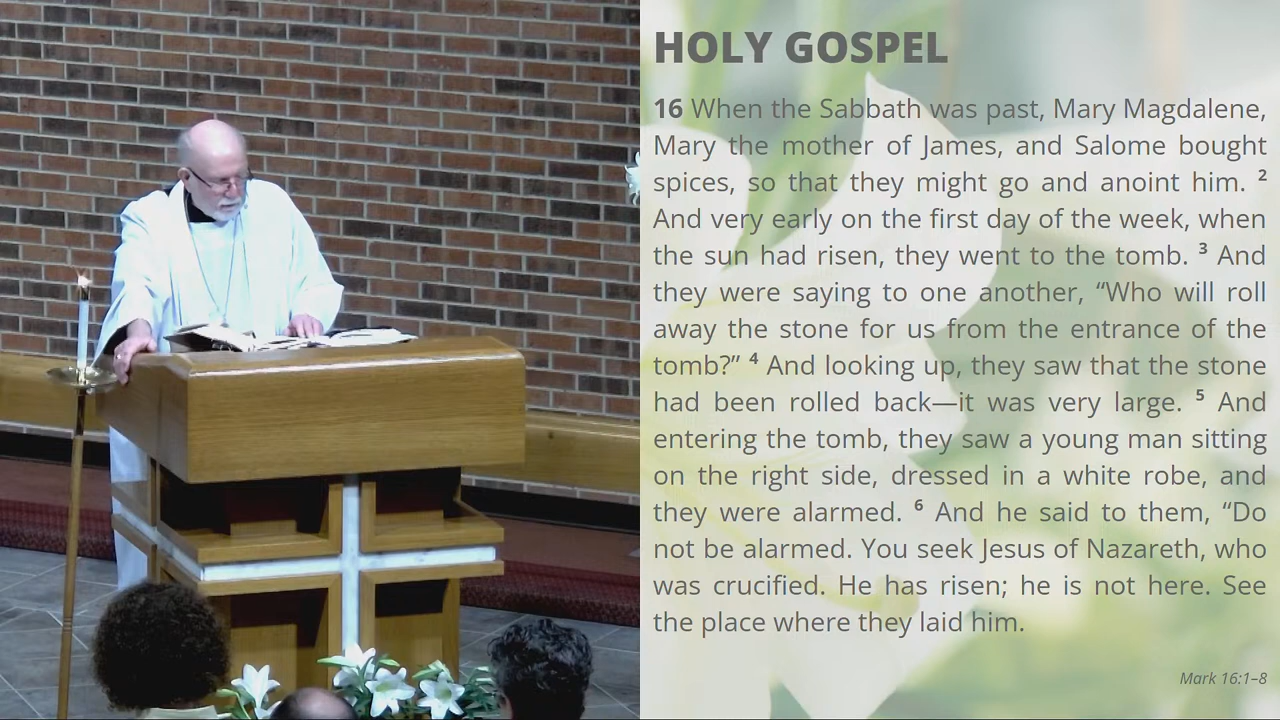 HOLY GOSPEL
16 When the Sabbath was past, Mary Magdalene,
Mary the mother of James, and Salome bought
spices, so that they might go and anoint him. 2
And very early on the first day of the week, when
the sun had risen, they went to the tomb. 3 And
they were saying to one another, “Who will roll
away the stone for us from the entrance of the
tomb?” 4 And looking up, they saw that the stone
had been rolled back—it was very large. 5 And
entering the tomb, they saw a young man sitting
on the right side, dressed in a white robe, and
they were alarmed. 6 And he said to them, “Do
not be alarmed. You seek Jesus of Nazareth, who
was crucified. He has risen; he is not here. See
the place where they laid him.
Mark 16:1–8